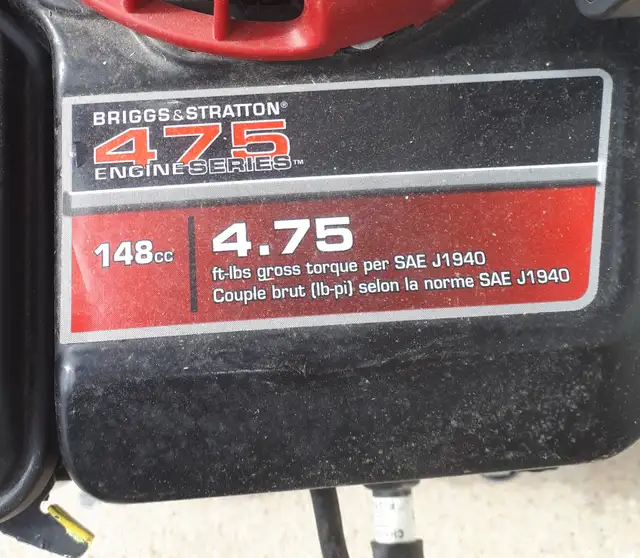 BRIGGS&STRATTON®
475
ENGINE SERIES™
148cc
4.75
ft-lbs gross torque per SAE J1940
Couple brut (lb-pi) selon la norme SAE J1940